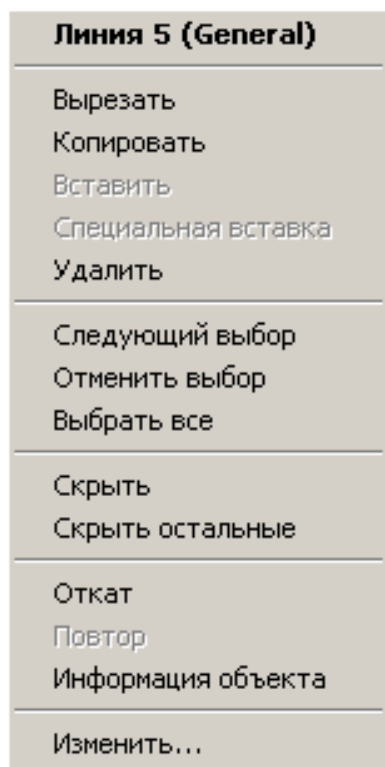 Линия 5 (General)
Вырезать
Копировать
Вставить
Специальная вставка
Удалить
Следующий выбор
Отменить выбор
Выбрать все
Скрыть
Скрыть остальные
Откат
Повтор
Информация объекта
Изменить...